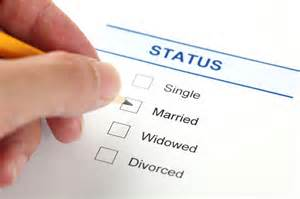 STATUS
Single
Married
Widowed
Divorced